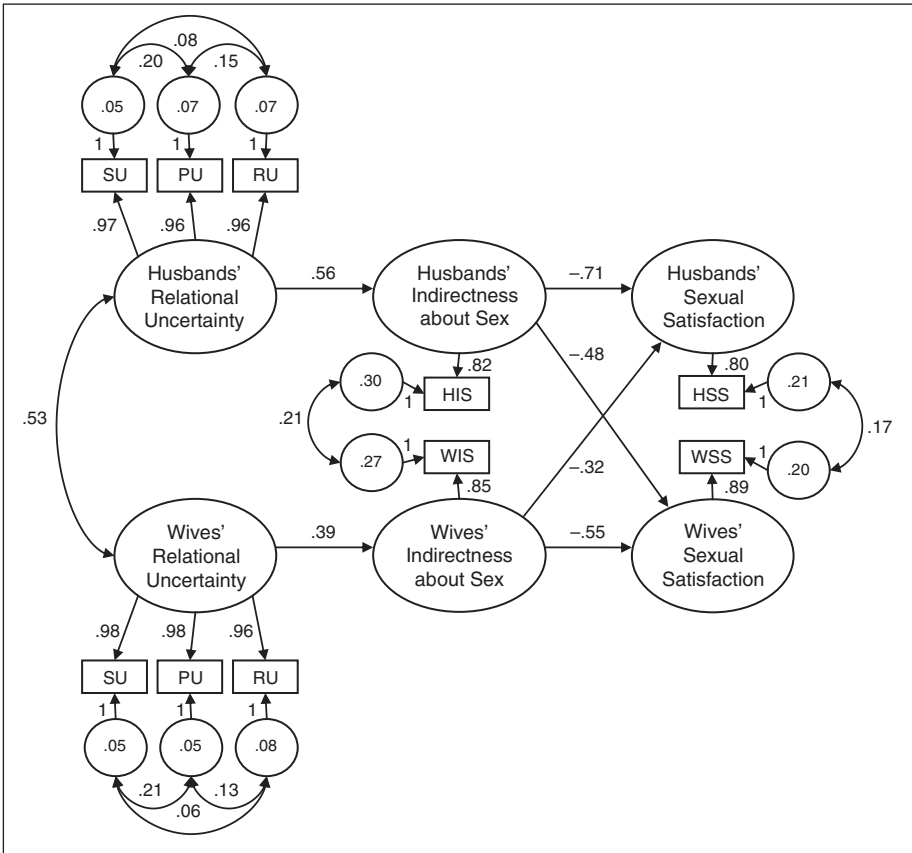 .08
.20 .15
.05 .07 .07
1 1 1
SU PU RU
.97 .96 .96
Husbands'
Relational
Uncertainty
.56
Husbands'
Indirectness
about Sex
–.71
Husbands'
Sexual
Satisfaction
–.48
.82
.80
.30
1
HIS
HSS
1
.21
.53
.21
.17
.27
1
WIS
WSS
1
.20
.85
–.32
.89
Wives'
Relational
Uncertainty
.39
Wives'
Indirectness
about Sex
–.55
Wives'
Sexual
Satisfaction
.98 .98 .96
SU PU RU
1 1 1
.05 .05 .08
.21 .13
.06